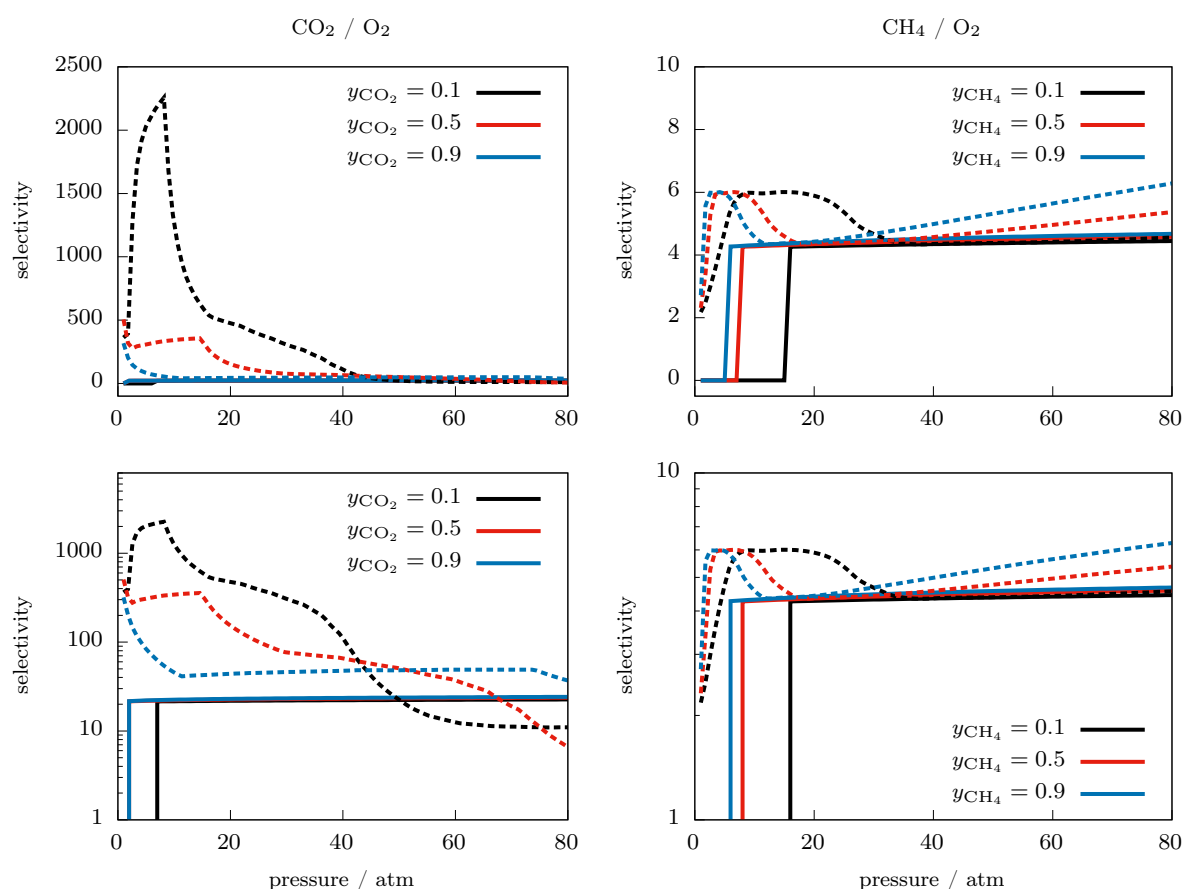 CO₂ / O₂
2500
2000
1500
1000
500
0
selectivity
y_CO₂ = 0.1
y_CO₂ = 0.5
y_CO₂ = 0.9
0 20 40 60 80
CH₄ / O₂
10
8
6
4
2
0
selectivity
y_CH₄ = 0.1
y_CH₄ = 0.5
y_CH₄ = 0.9
0 20 40 60 80
1000
100
10
1
selectivity
y_CO₂ = 0.1
y_CO₂ = 0.5
y_CO₂ = 0.9
0 20 40 60 80
pressure / atm
10
1
selectivity
y_CH₄ = 0.1
y_CH₄ = 0.5
y_CH₄ = 0.9
0 20 40 60 80
pressure / atm